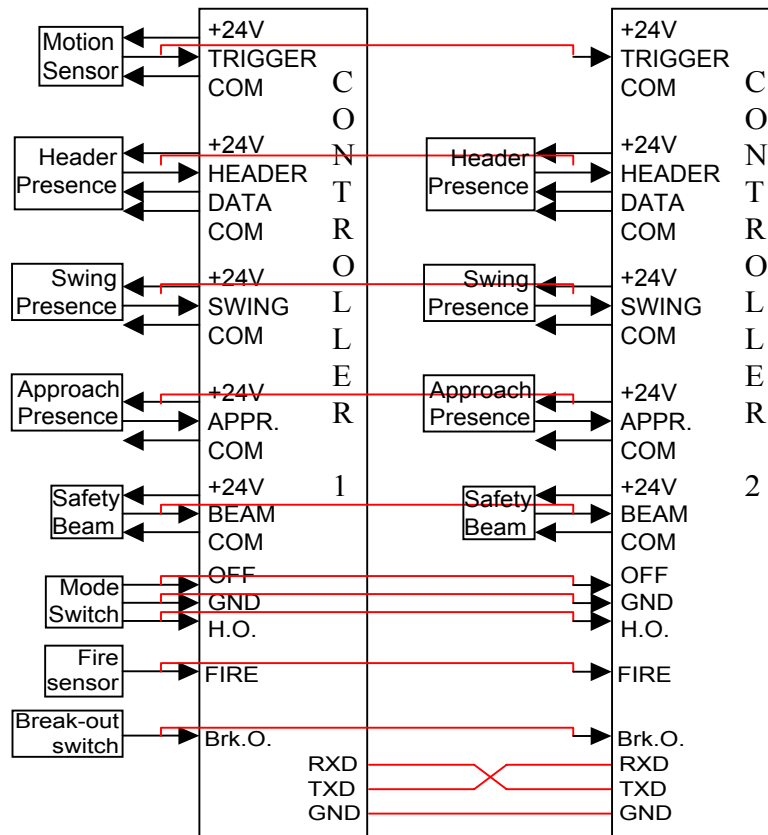 Motion
Sensor
+24V
TRIGGER
COM
Header
Presence
+24V
HEADER
DATA
COM
Swing
Presence
+24V
SWING
COM
Approach
Presence
+24V
APPR.
COM
Safety
Beam
+24V
BEAM
COM
Mode
Switch
OFF
GND
H.O.
Fire
sensor
FIRE
Break-out
switch
Brk.O.
RXD
TXD
GND
CONTROLLER
1
+24V
TRIGGER
COM
Header
Presence
+24V
HEADER
DATA
COM
Swing
Presence
+24V
SWING
COM
Approach
Presence
+24V
APPR.
COM
Safety
Beam
+24V
BEAM
COM
OFF
GND
H.O.
FIRE
Brk.O.
RXD
TXD
GND
CONTROLLER
2